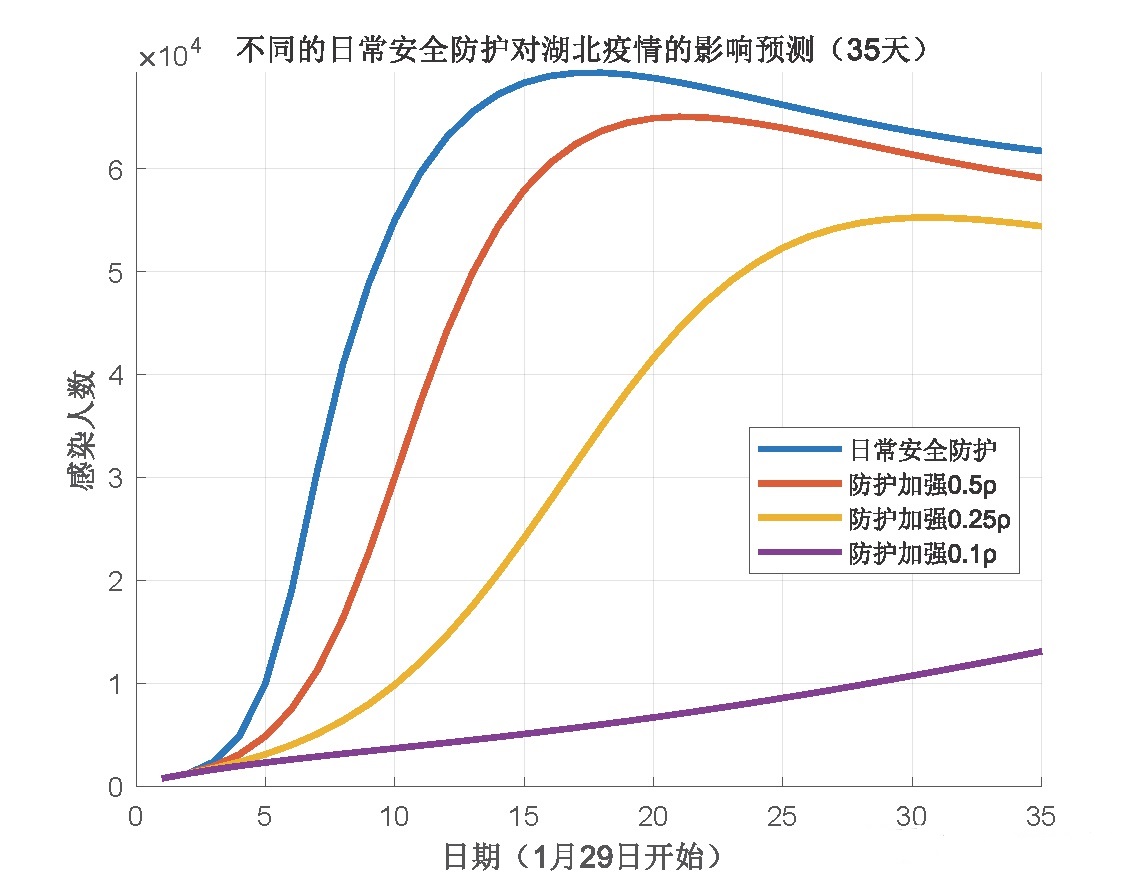 ×10⁴
不同的日常安全防护对湖北疫情的影响预测（35天）
6
5
4
3
2
1
0
感染人数
日常安全防护
防护加强0.5ρ
防护加强0.25ρ
防护加强0.1ρ
0 5 10 15 20 25 30 35
日期（1月29日开始）